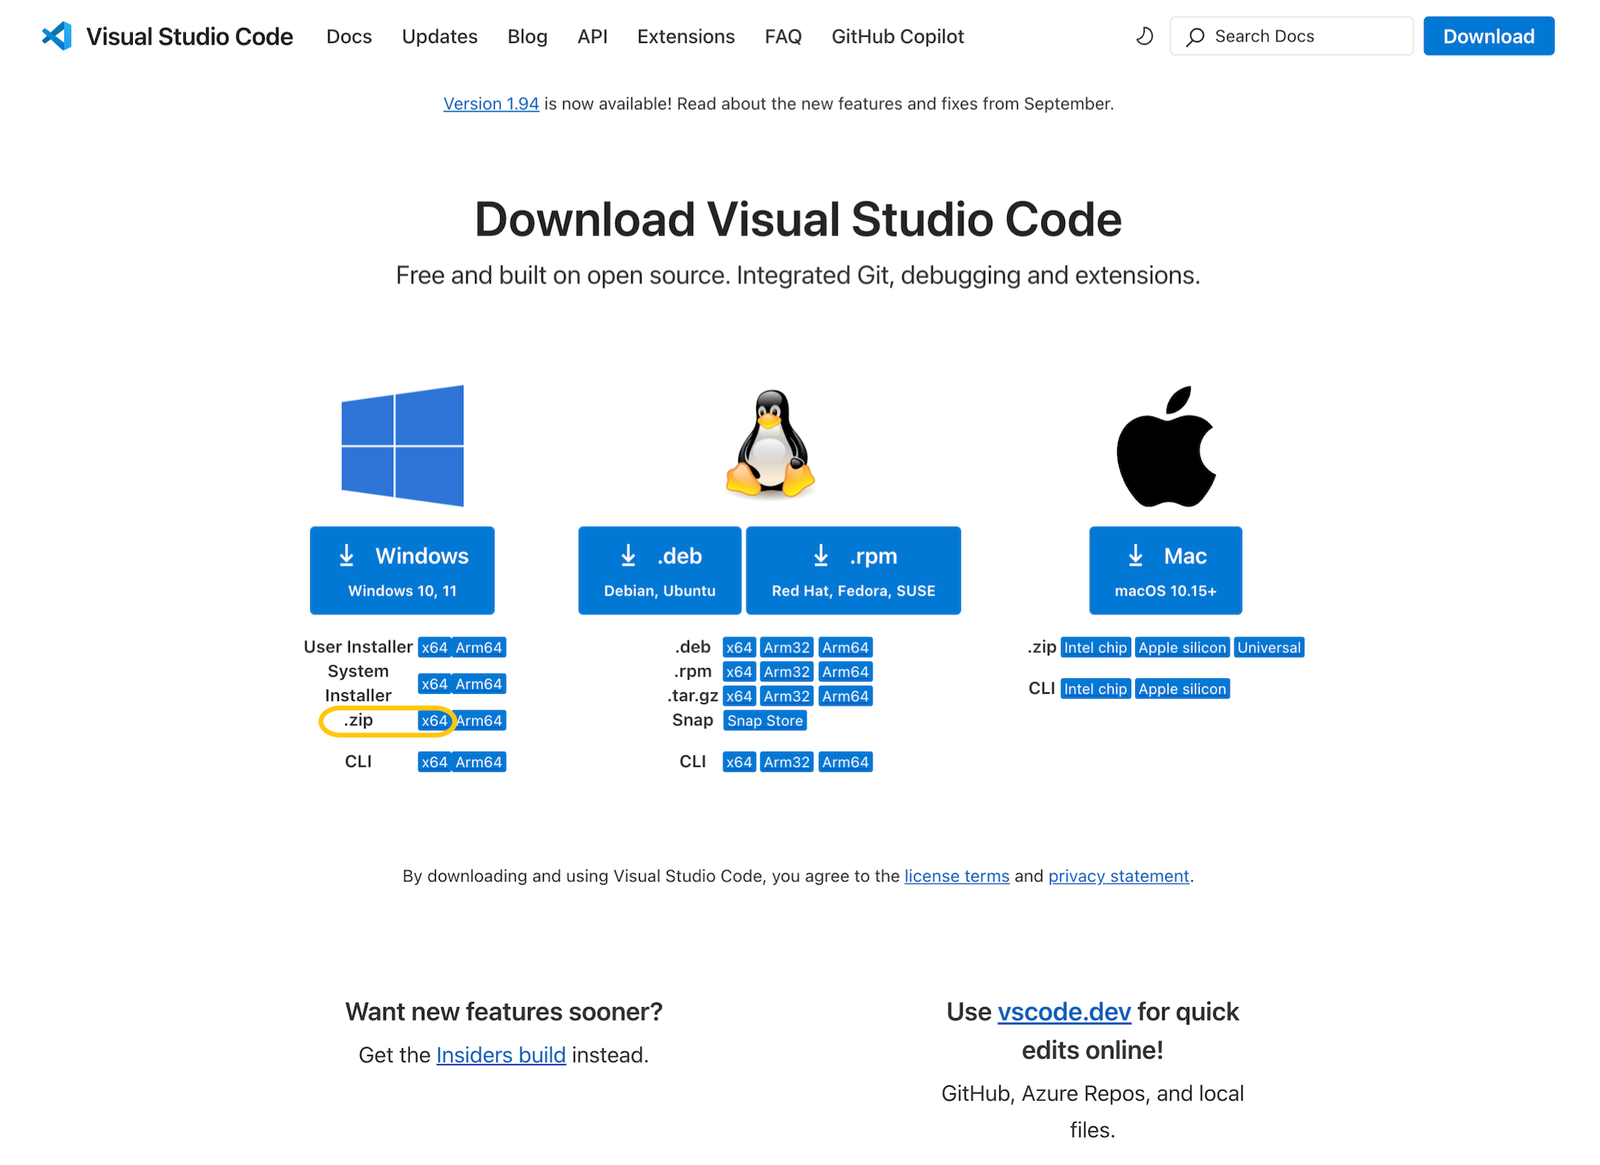 Visual Studio Code Docs Updates Blog API Extensions FAQ GitHub Copilot Search Docs Download
Version 1.94 is now available! Read about the new features and fixes from September.
Download Visual Studio Code
Free and built on open source. Integrated Git, debugging and extensions.
Windows
Windows 10, 11
User Installer x64 Arm64
System
Installer x64 Arm64
.zip x64 Arm64
CLI x64 Arm64
.deb
Debian, Ubuntu
.rpm
Red Hat, Fedora, SUSE
.deb x64 Arm32 Arm64
.rpm x64 Arm32 Arm64
.tar.gz x64 Arm32 Arm64
Snap Snap Store
CLI x64 Arm32 Arm64
Mac
macOS 10.15+
.zip Intel chip Apple silicon Universal
CLI Intel chip Apple silicon
By downloading and using Visual Studio Code, you agree to the license terms and privacy statement.
Want new features sooner?
Get the Insiders build instead.
Use vscode.dev for quick
edits online!
GitHub, Azure Repos, and local
files.